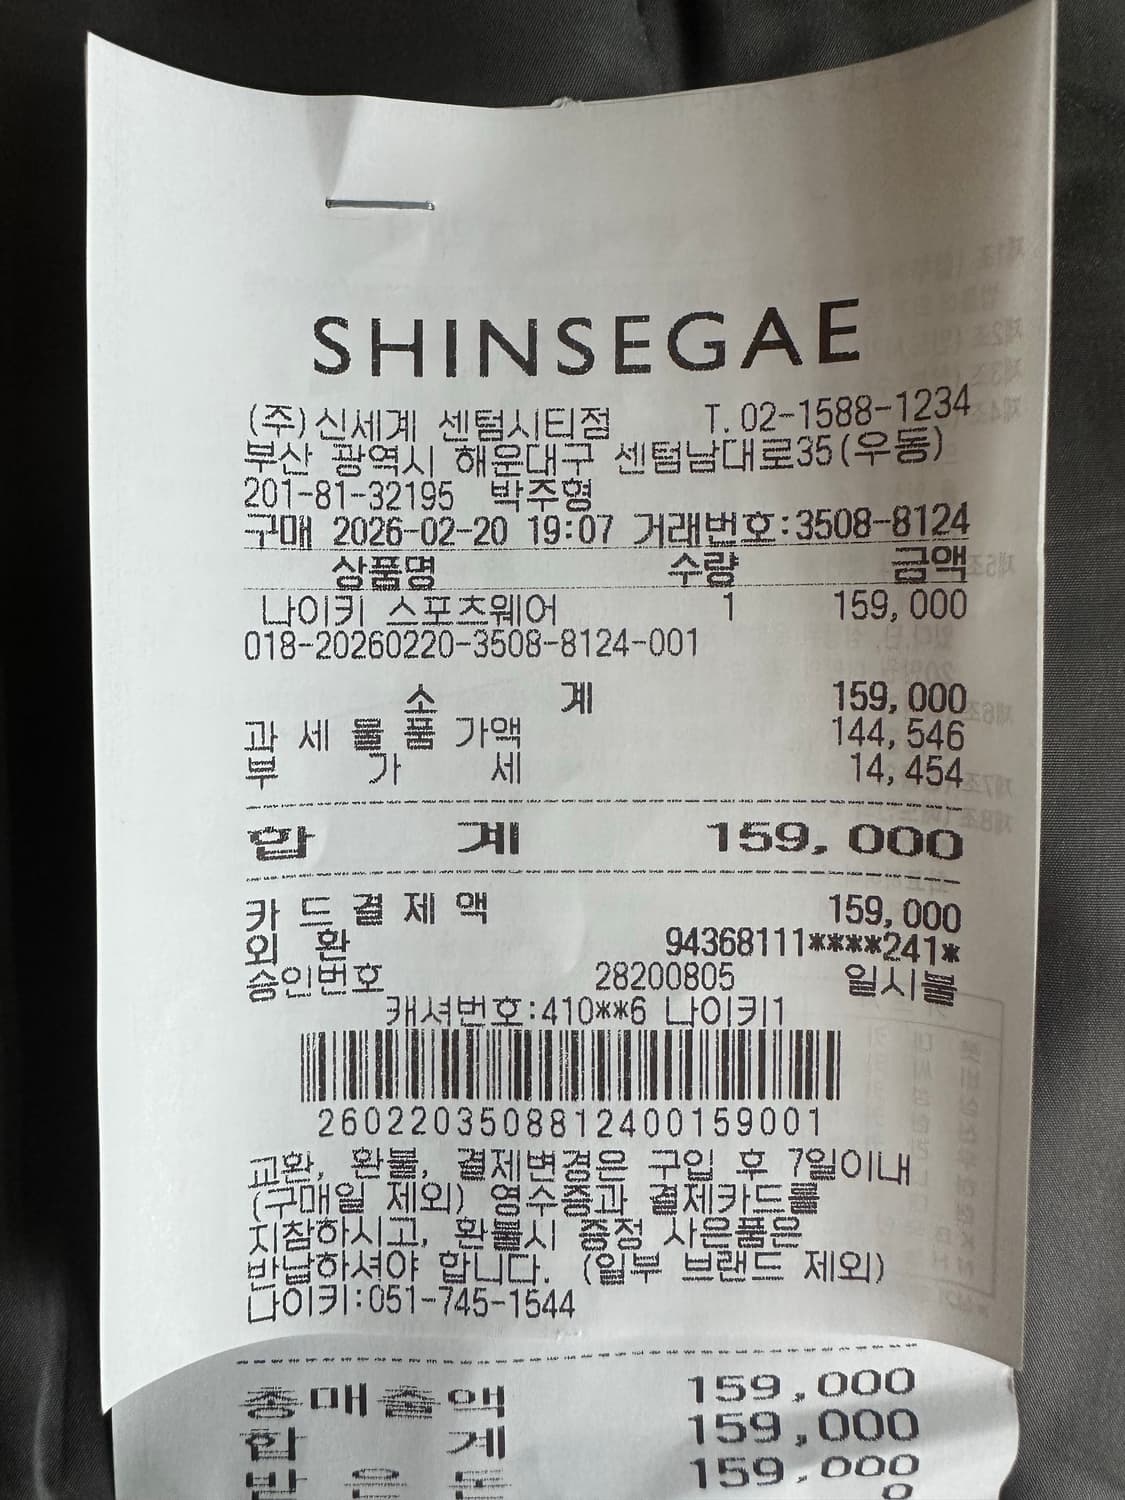 SHINSEGAE
(주)신세계 센텀시티점 T. 02-1588-1234
부산 광역시 해운대구 센텀남대로35(우동)
201-81-32195 박주형
구매 2026-02-20 19:07 거래번호:3508-8124
상품명 수량 금액
나이키 스포츠웨어 1 159,000
018-20260220-3508-8124-001
소 계 159,000
과 세 물 품 가액 144,546
부 가 세 14,454
합 계 159,000
카 드 결 제 액 159,000
외 환 94368111****241*
승인번호 28200805 일시불
캐셔번호:410**6 나이키1
2602203508812400159001
교환, 환불, 결제변경은 구입 후 7일이내
(구매일 제외) 영수증과 결제카드를
지참하시고, 환불시 증정 사은품은
반납하셔야 합니다. (일부 브랜드 제외)
나이키:051-745-1544
총매출액 159,000
합 계 159,000
받 은 돈 159,000
0